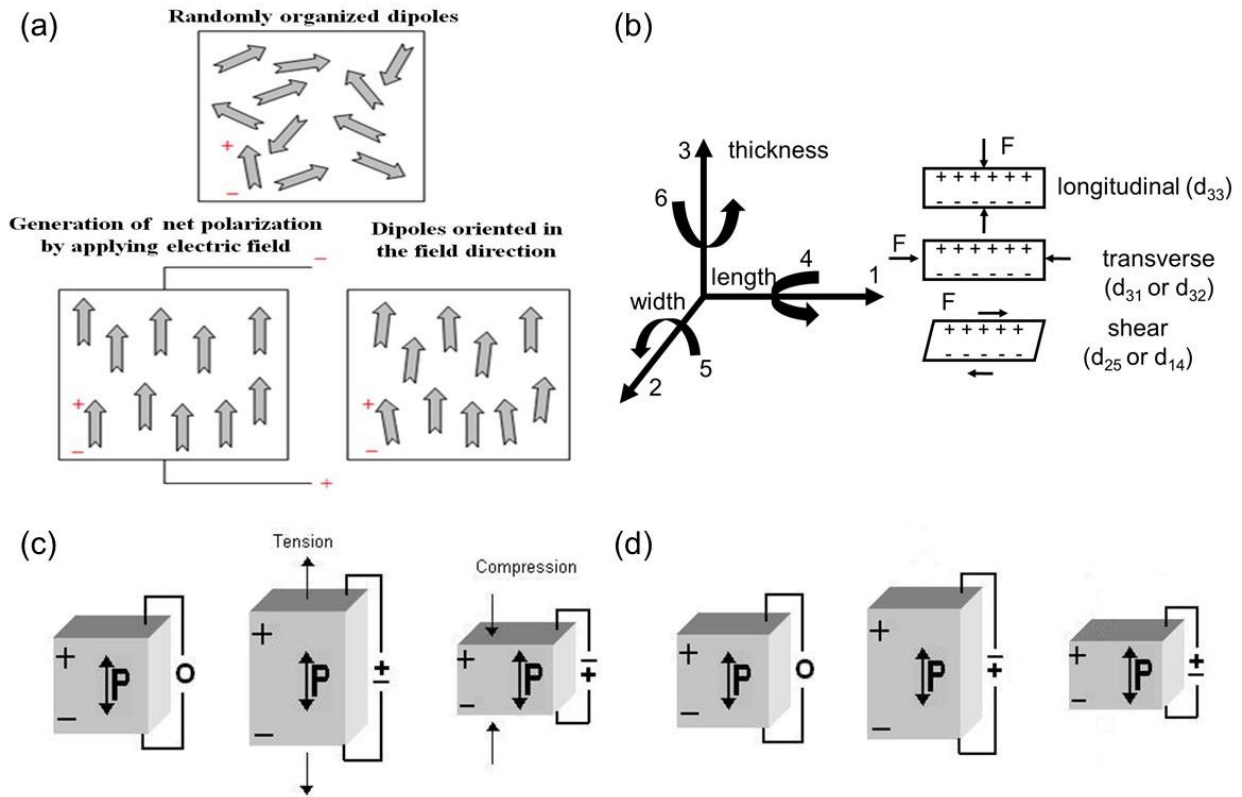 (a)
Randomly organized dipoles
+
−
Generation of net polarization
by applying electric field
−
+
−
+
Dipoles oriented in
the field direction
+
−
(b)
3
thickness
6
length
4
1
width
5
2
F
+ + + + + +
- - - - - -
longitudinal (d33)
F
+ + + + + +
- - - - - -
transverse
(d31 or d32)
F
+ + + + +
- - - - -
shear
(d25 or d14)
(c)
+
−
P
O
Tension
+
−
P
+
−
Compression
+
−
P
−
+
(d)
+
−
P
O
+
−
P
−
+
+
−
P
+
−